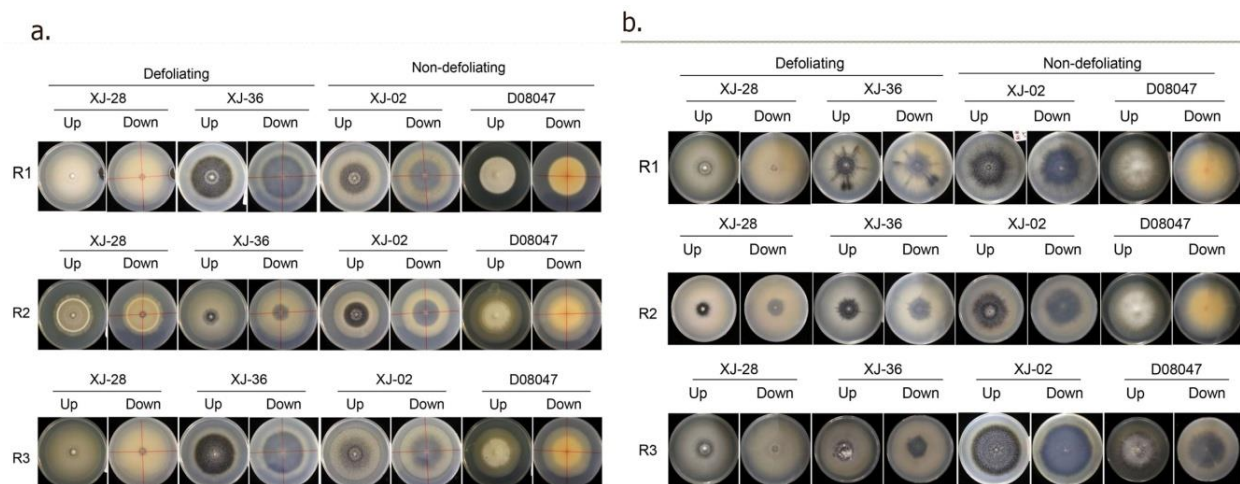 a.
Defoliating Non-defoliating
XJ-28 XJ-36 XJ-02 D08047
Up Down Up Down Up Down Up Down
R1
XJ-28 XJ-36 XJ-02 D08047
Up Down Up Down Up Down Up Down
R2
XJ-28 XJ-36 XJ-02 D08047
Up Down Up Down Up Down Up Down
R3
b.
Defoliating Non-defoliating
XJ-28 XJ-36 XJ-02 D08047
Up Down Up Down Up Down Up Down
R1
XJ-28 XJ-36 XJ-02 D08047
Up Down Up Down Up Down Up Down
R2
XJ-28 XJ-36 XJ-02 D08047
Up Down Up Down Up Down Up Down
R3